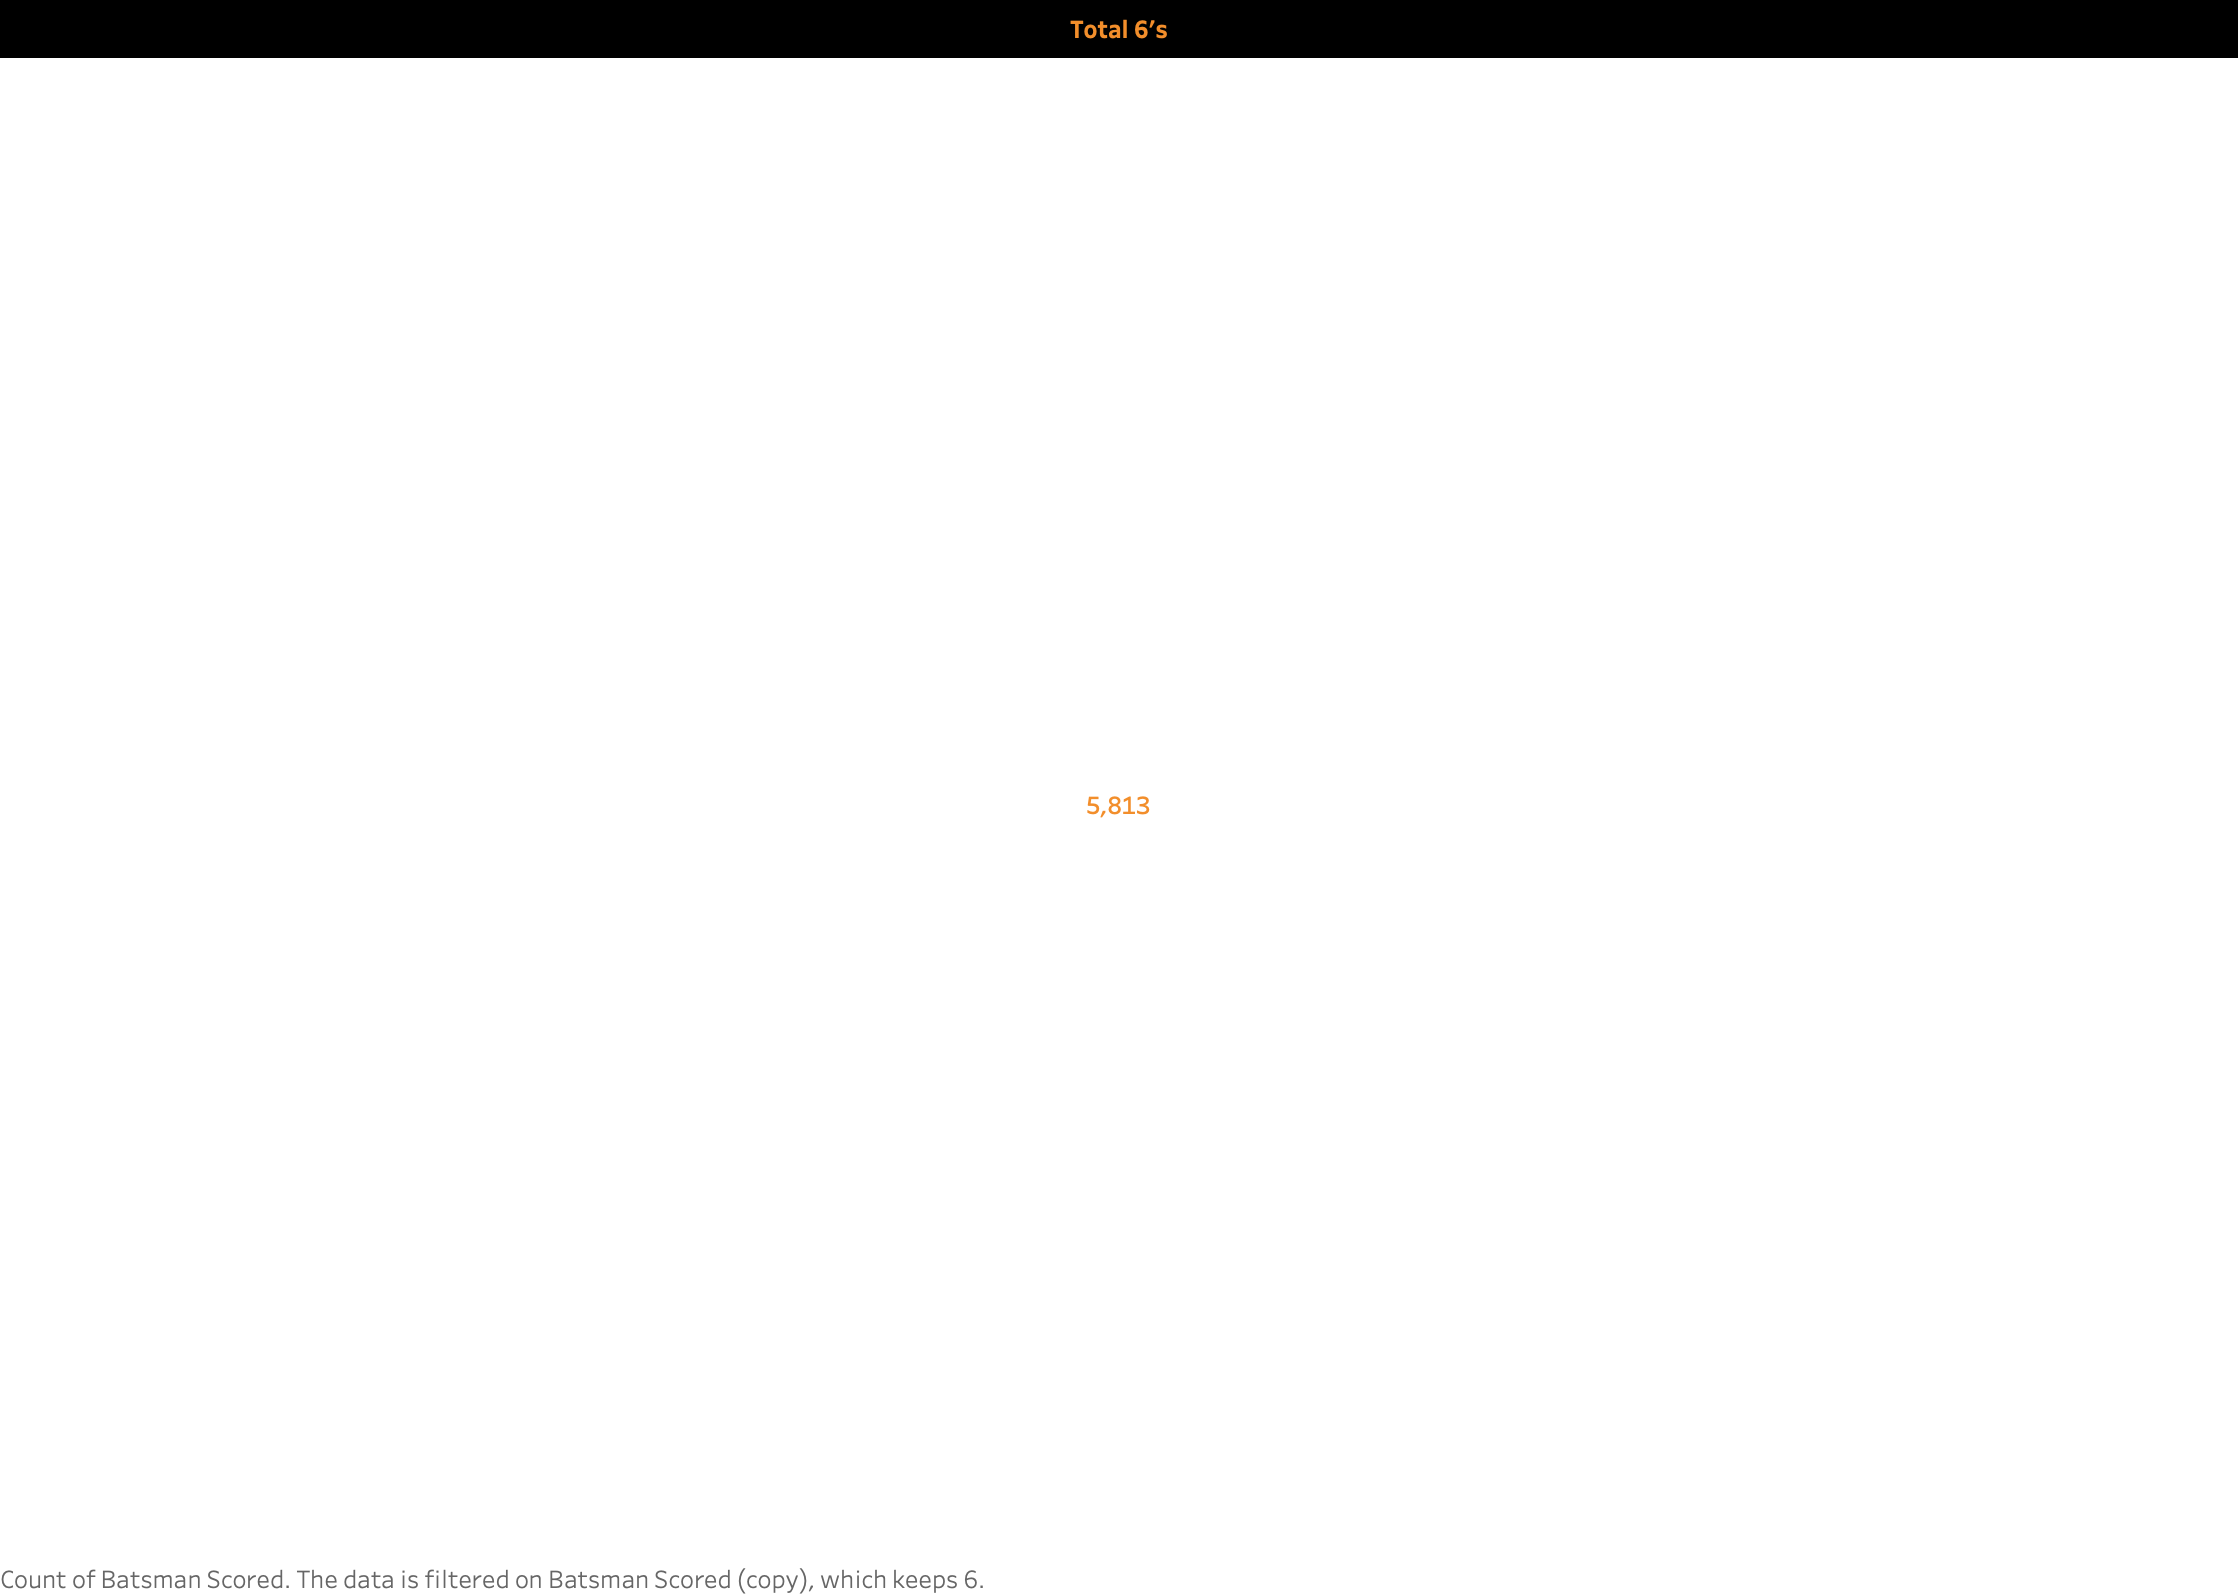 Total 6’s
5,813
Count of Batsman Scored. The data is filtered on Batsman Scored (copy), which keeps 6.